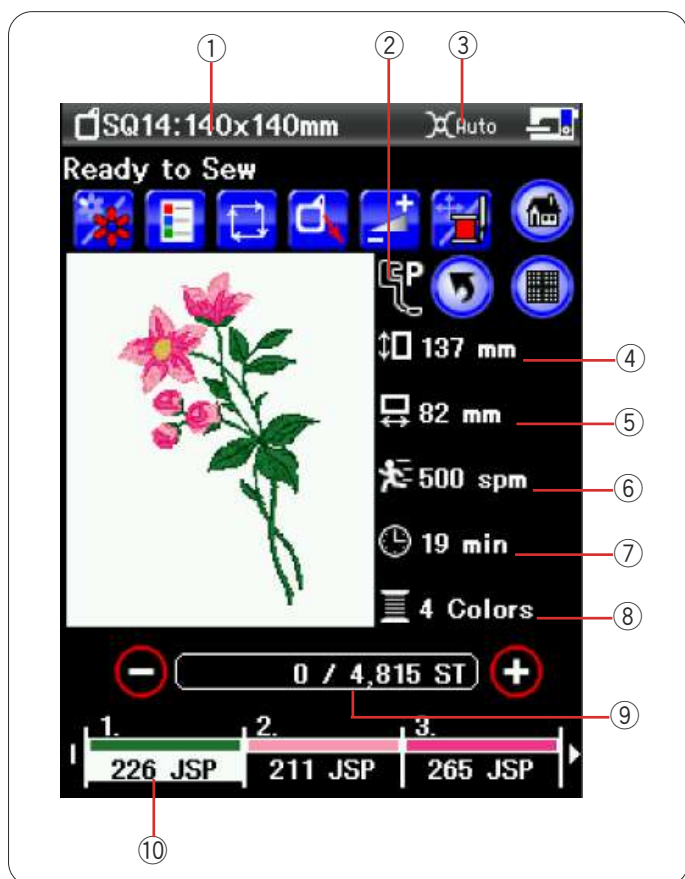 ① ② ③
SQ14:140x140mm Auto
Ready to Sew
P
137 mm ④
82 mm ⑤
500 spm ⑥
19 min ⑦
4 Colors ⑧
0 / 4,815 ST
⑨
1. 2. 3.
226 JSP 211 JSP 265 JSP
⑩